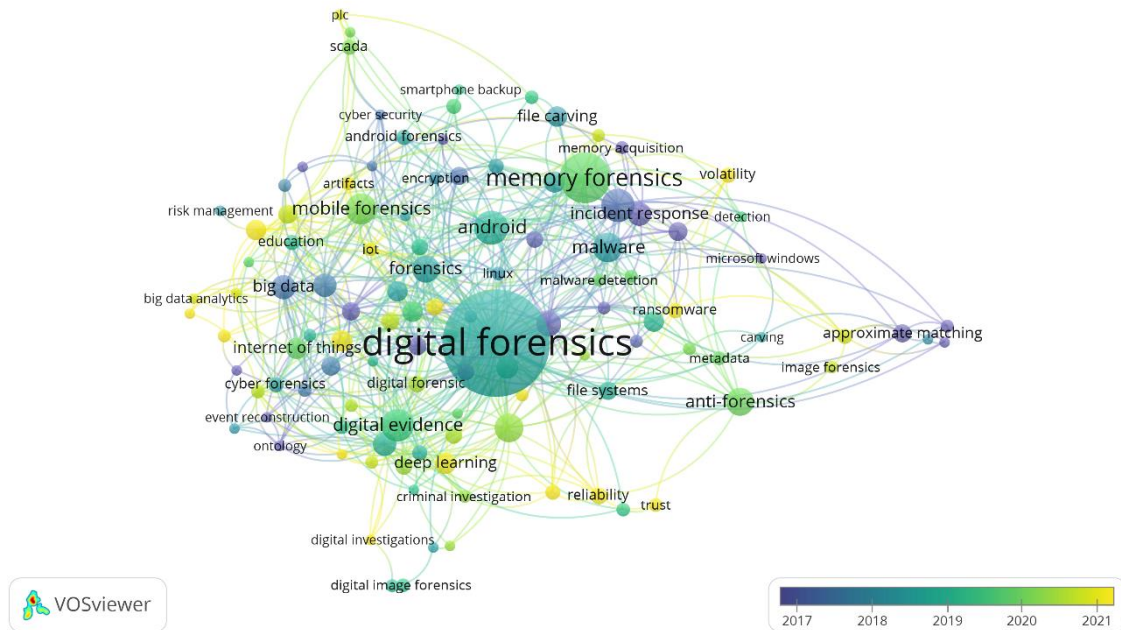 plc
scada
smartphone backup
cyber security
file carving
android forensics
memory acquisition
encryption
memory forensics
volatility
artifacts
risk management
mobile forensics
incident response
detection
android
education
iot
malware
forensics
linux
microsoft windows
malware detection
big data
big data analytics
ransomware
digital forensics
approximate matching
internet of things
carving
metadata
image forensics
cyber forensics
digital forensic
file systems
anti-forensics
event reconstruction
digital evidence
ontology
deep learning
criminal investigation
reliability
trust
digital investigations
digital image forensics
VOSviewer
2017 2018 2019 2020 2021